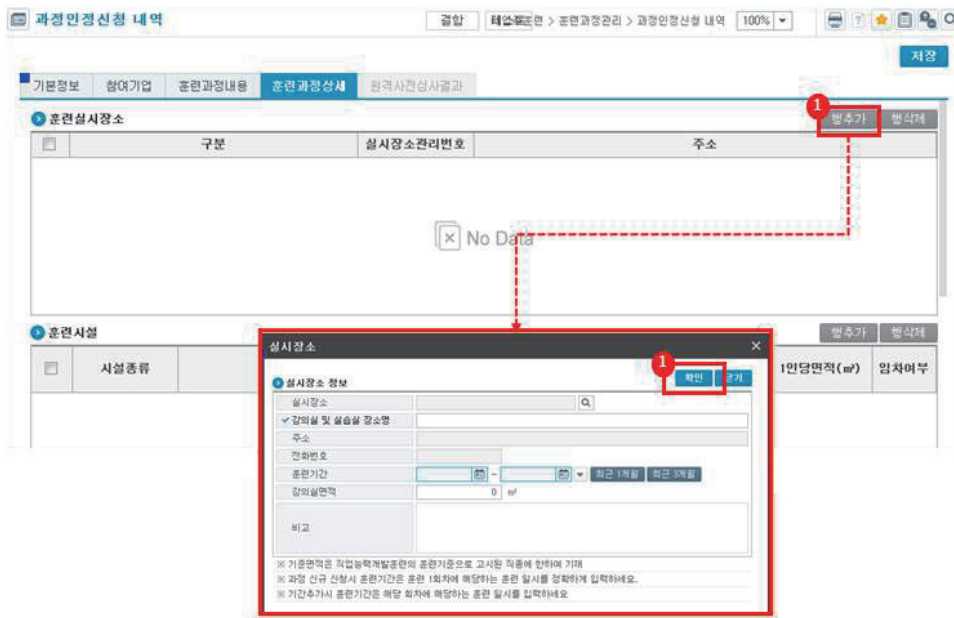 과정인정신청 내역
결합 > 훈련과정관리 > 과정인정신청 내역 100%
저장
기본정보 참여기업 훈련과정내용 훈련과정상세 원격사전심사결과
훈련실시장소 1 행추가 행삭제
구분 실시장소관리번호 주소
No Data
훈련시설 행추가 행삭제
시설종류 1인당면적(㎡) 임차여부
실시장소
1
실시장소 정보 확인 닫기
실시장소
강의실 및 실습실 장소명
주소
전화번호
훈련기간 ~ 최근 1개월 최근 3개월
강의실면적 0 ㎡
비고
※ 기준면적은 직업능력개발훈련의 훈련기준으로 고시된 직종에 한하여 기재
※ 과정 신규 신청시 훈련기간은 훈련 1회차에 해당하는 훈련 일시를 정확하게 입력하세요.
※ 기간추가시 훈련기간은 해당 회차에 해당하는 훈련 일시를 입력하세요